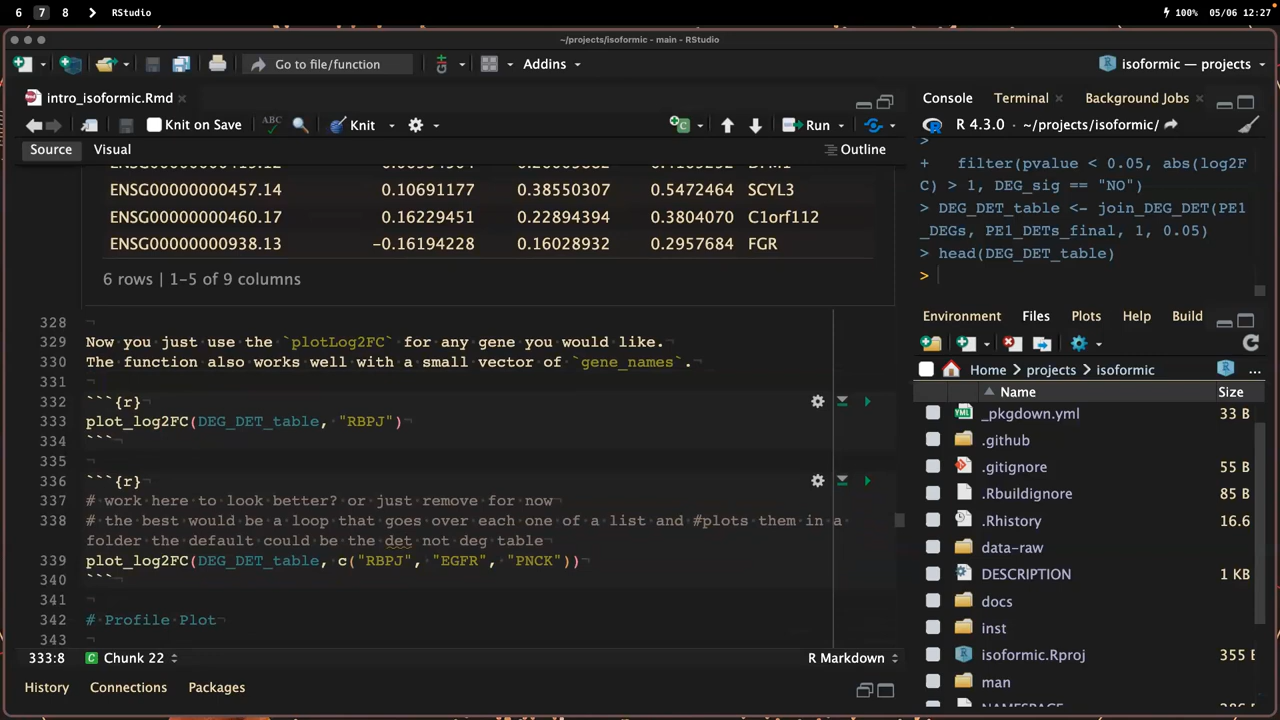 6 7 8 RStudio 100% 05/06 12:27
~/projects/isoformic - main - RStudio
Go to file/function Addins isoformic — projects
intro_isoformic.Rmd
Knit on Save ABC Knit Run
Source Visual Outline
ENSG00000000457.14 0.10691177 0.38550307 0.5472464 SCYL3
ENSG00000000460.17 0.16229451 0.22894394 0.3804070 C1orf112
ENSG00000000938.13 −0.16194228 0.16028932 0.2957684 FGR
6 rows | 1-5 of 9 columns
328
329 Now you just use the `plotLog2FC` for any gene you would like.
330 The function also works well with a small vector of `gene_names`.
331
332 ```{r}
333 plot_log2FC(DEG_DET_table, "RBPJ")
334 ```
335
336 ```{r}
337 # work here to look better? or just remove for now
338 # the best would be a loop that goes over each one of a list and #plots them in a
folder the default could be the det not deg table
339 plot_log2FC(DEG_DET_table, c("RBPJ", "EGFR", "PNCK"))
340 ```
341
342 # Profile Plot
343
333:8 Chunk 22 R Markdown
History Connections Packages
Console Terminal Background Jobs
R 4.3.0 · ~/projects/isoformic/
>
+ filter(pvalue < 0.05, abs(log2F
C) > 1, DEG_sig == "NO")
> DEG_DET_table <- join_DEG_DET(PE1
_DEGs, PE1_DETs_final, 1, 0.05)
> head(DEG_DET_table)
>
Environment Files Plots Help Build
Home projects isoformic ...
Name Size
_pkgdown.yml 33 B
.github
.gitignore 55 B
.Rbuildignore 85 B
.Rhistory 16.6
data-raw
DESCRIPTION 1 KB
docs
inst
isoformic.Rproj 355 B
man